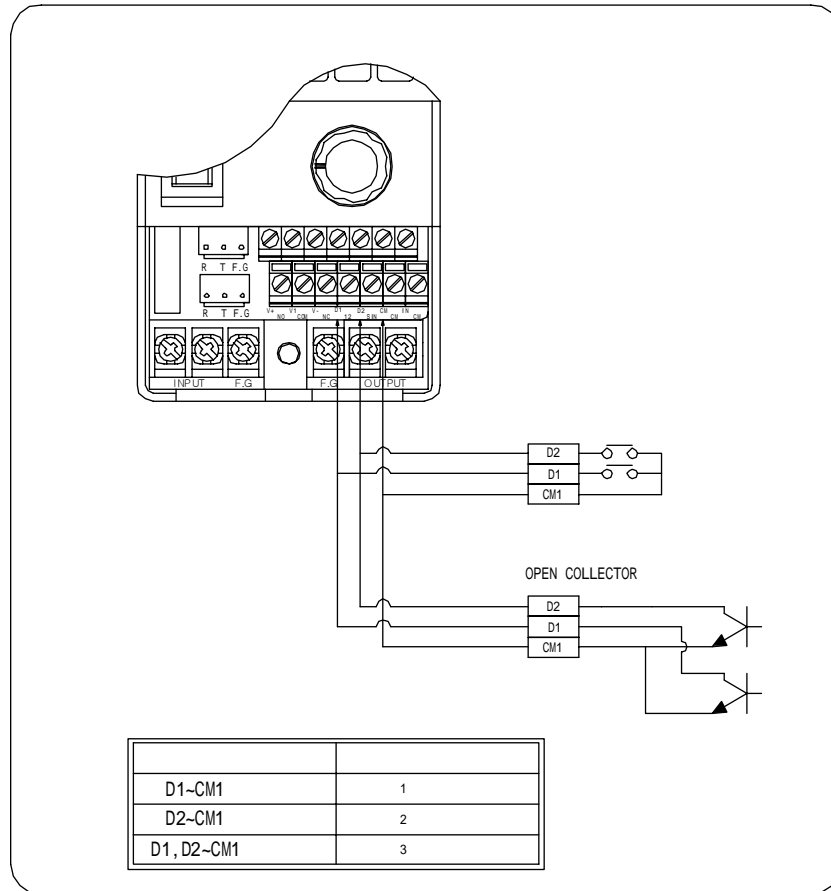 R T F.G
R T F.G
V+ V1 V- D1 D2 CM IN
NO COM NC 12 SIN CM CM
INPUT F.G F.G OUTPUT
D2
D1
CM1
OPEN COLLECTOR
D2
D1
CM1
D1~CM1 1
D2~CM1 2
D1,D2~CM1 3